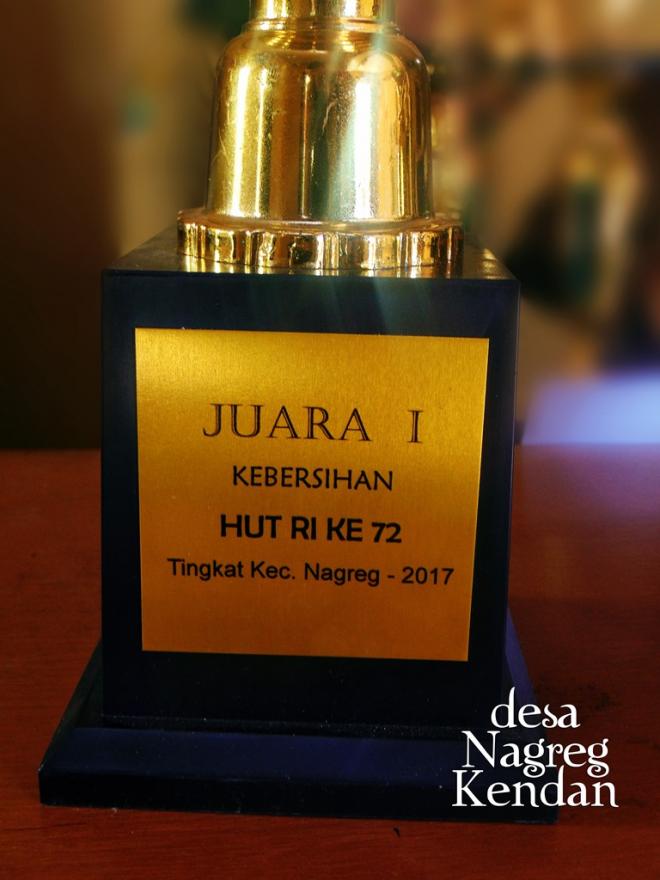 JUARA I
KEBERSIHAN
HUT RI KE 72
Tingkat Kec. Nagreg - 2017
desa
Nagreg
Kendan